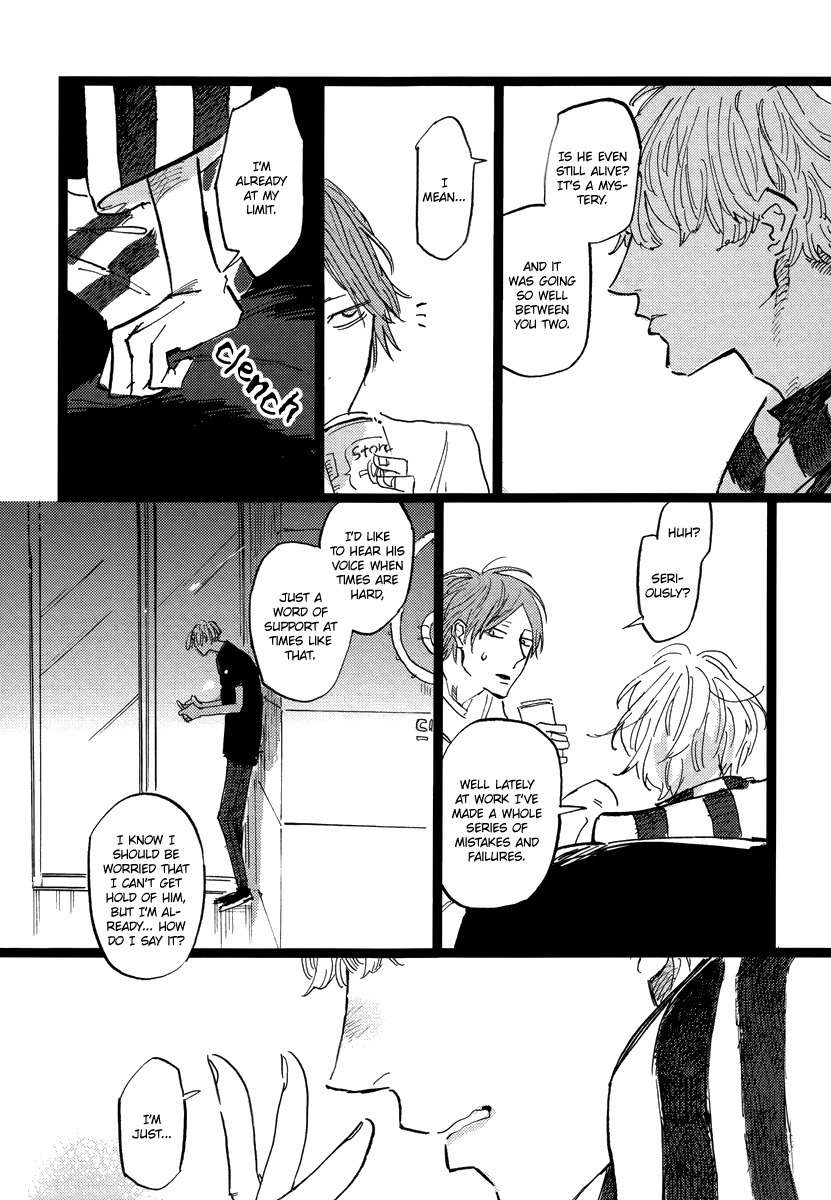 IS HE EVEN
STILL ALIVE?
IT'S A MYS-
TERY.
AND IT
WAS GOING
SO WELL
BETWEEN
YOU TWO.
I
MEAN...
Stor
I'M
ALREADY
AT MY
LIMIT.
clench
HUH?
SERI-
OUSLY?
WELL LATELY
AT WORK I'VE
MADE A WHOLE
SERIES OF
MISTAKES AND
FAILURES.
I'D LIKE
TO HEAR HIS
VOICE WHEN
TIMES ARE
HARD,
JUST A
WORD OF
SUPPORT AT
TIMES LIKE
THAT.
I KNOW I
SHOULD BE
WORRIED THAT
I CAN'T GET
HOLD OF HIM,
BUT I'M AL-
READY... HOW
DO I SAY IT?
I'M
JUST...